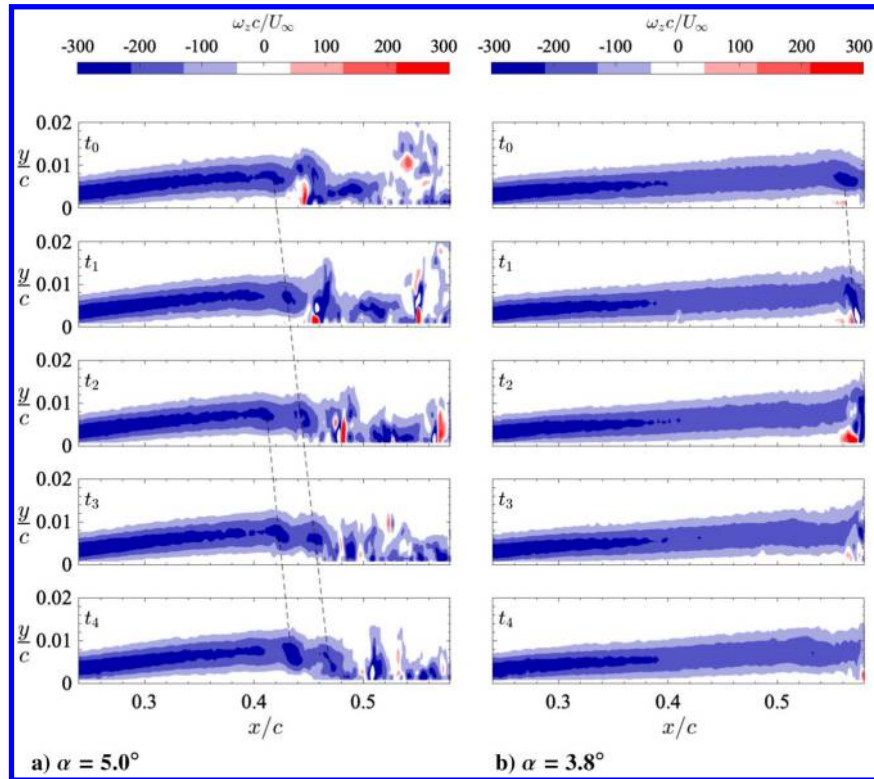 ω_z c/U_∞ ω_z c/U_∞
-300 -200 -100 0 100 200 300 -300 -200 -100 0 100 200 300
0.02 t_0 t_0
y/c 0.01
0
0.02 t_1 t_1
y/c 0.01
0
0.02 t_2 t_2
y/c 0.01
0
0.02 t_3 t_3
y/c 0.01
0
0.02 t_4 t_4
y/c 0.01
0
0.3 0.4 0.5 0.3 0.4 0.5
x/c x/c
a) α = 5.0° b) α = 3.8°